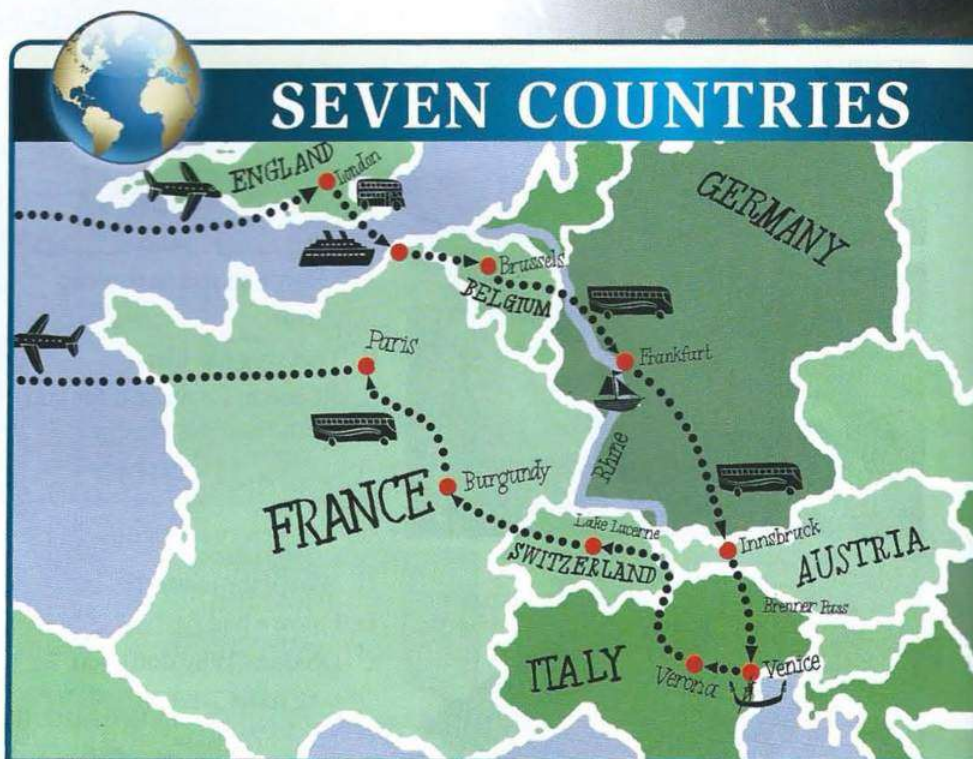 SEVEN COUNTRIES
ENGLAND
London
GERMANY
Brussels
BELGIUM
Paris
Frankfurt
Rhine
Burgundy
FRANCE
Lake Lucerne
SWITZERLAND
Innsbruck
AUSTRIA
Brenner Pass
ITALY
Verona
Venice